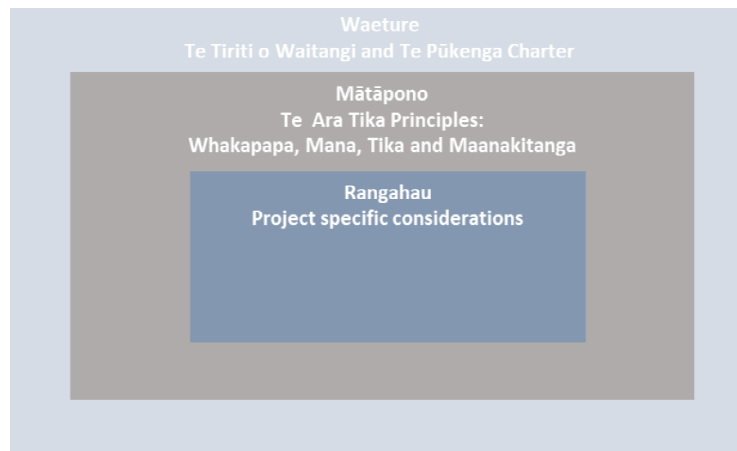 Waeture
Te Tiriti o Waitangi and Te Pūkenga Charter
Mātāpono
Te Ara Tika Principles:
Whakapapa, Mana, Tika and Maanakitanga
Rangahau
Project specific considerations